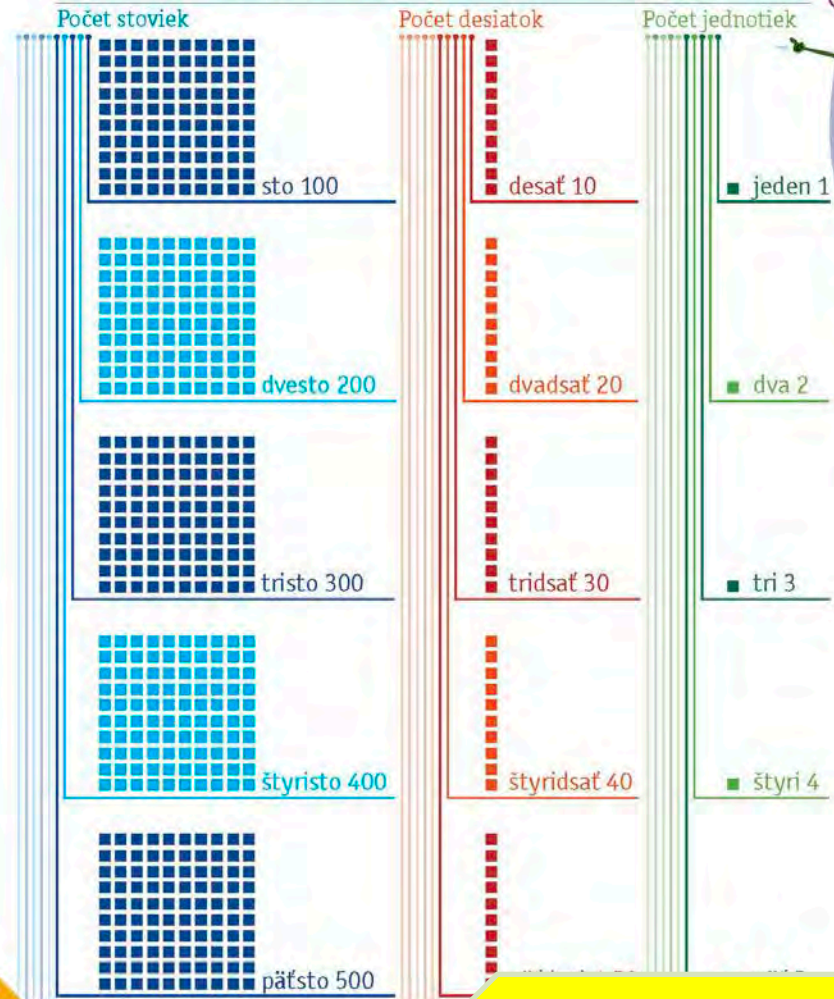 Počet stoviek
Počet desiatok
Počet jednotiek
sto 100
desať 10
jeden 1
dvesto 200
dvadsať 20
dva 2
tristo 300
tridsať 30
tri 3
štyristo 400
štyridsať 40
štyri 4
päťsto 500